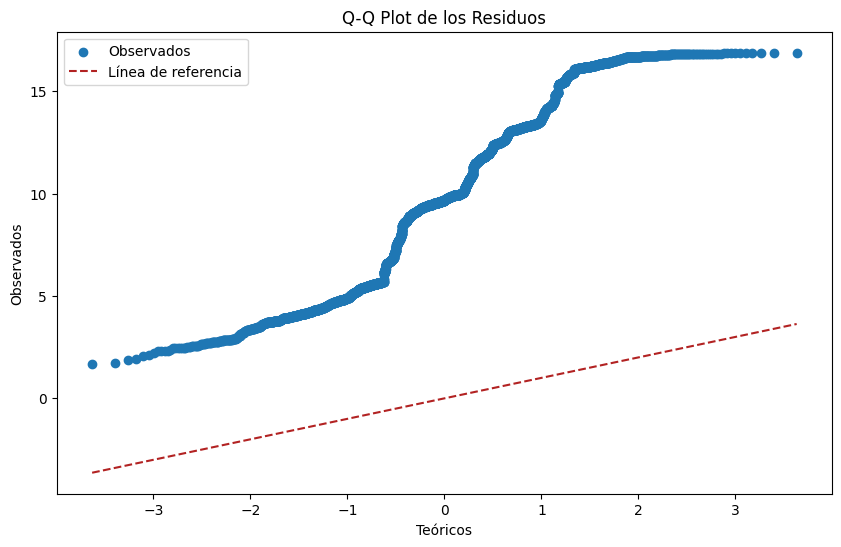 Q-Q Plot de los Residuos
Observados
Línea de referencia
15
10
5
0
Observados
−3
−2
−1
0
1
2
3
Teóricos